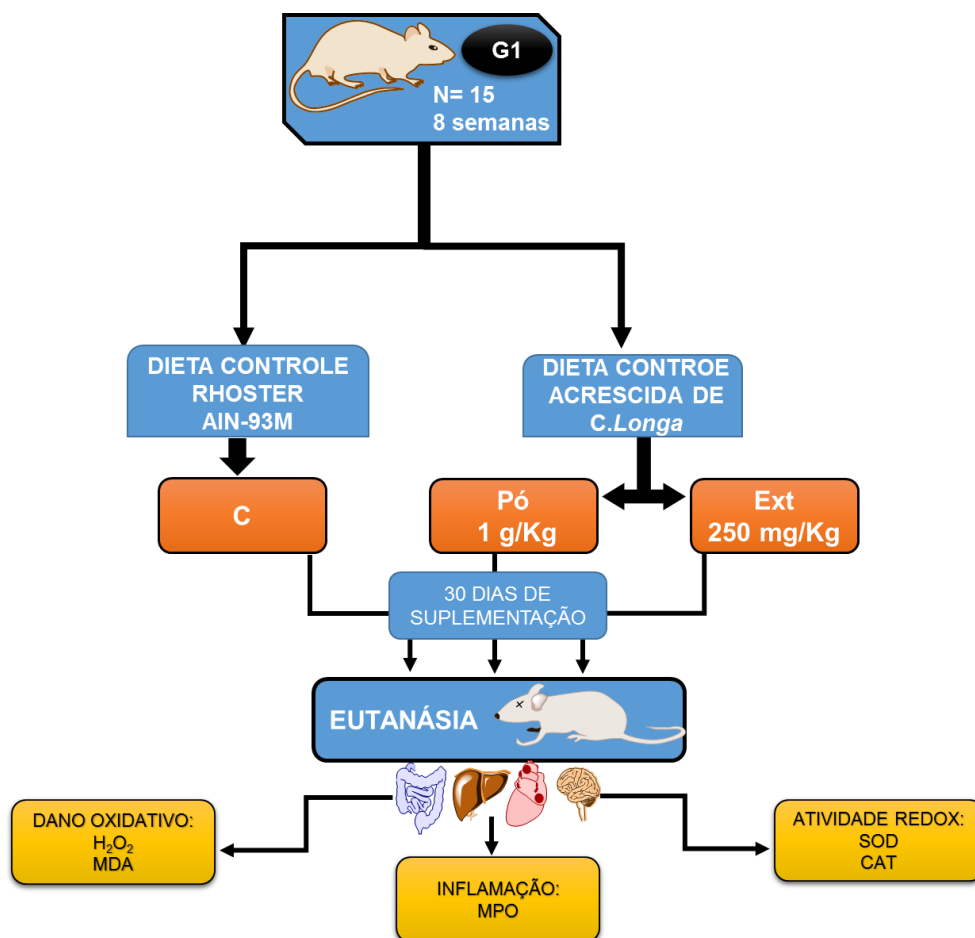 G1
N= 15
8 semanas
DIETA CONTROLE
RHOSTER
AIN-93M
DIETA CONTROE
ACRESCIDA DE
C.Longa
C
Pó
1 g/Kg
Ext
250 mg/Kg
30 DIAS DE
SUPLEMENTAÇÃO
EUTANÁSIA
DANO OXIDATIVO:
H₂O₂
MDA
INFLAMAÇÃO:
MPO
ATIVIDADE REDOX:
SOD
CAT